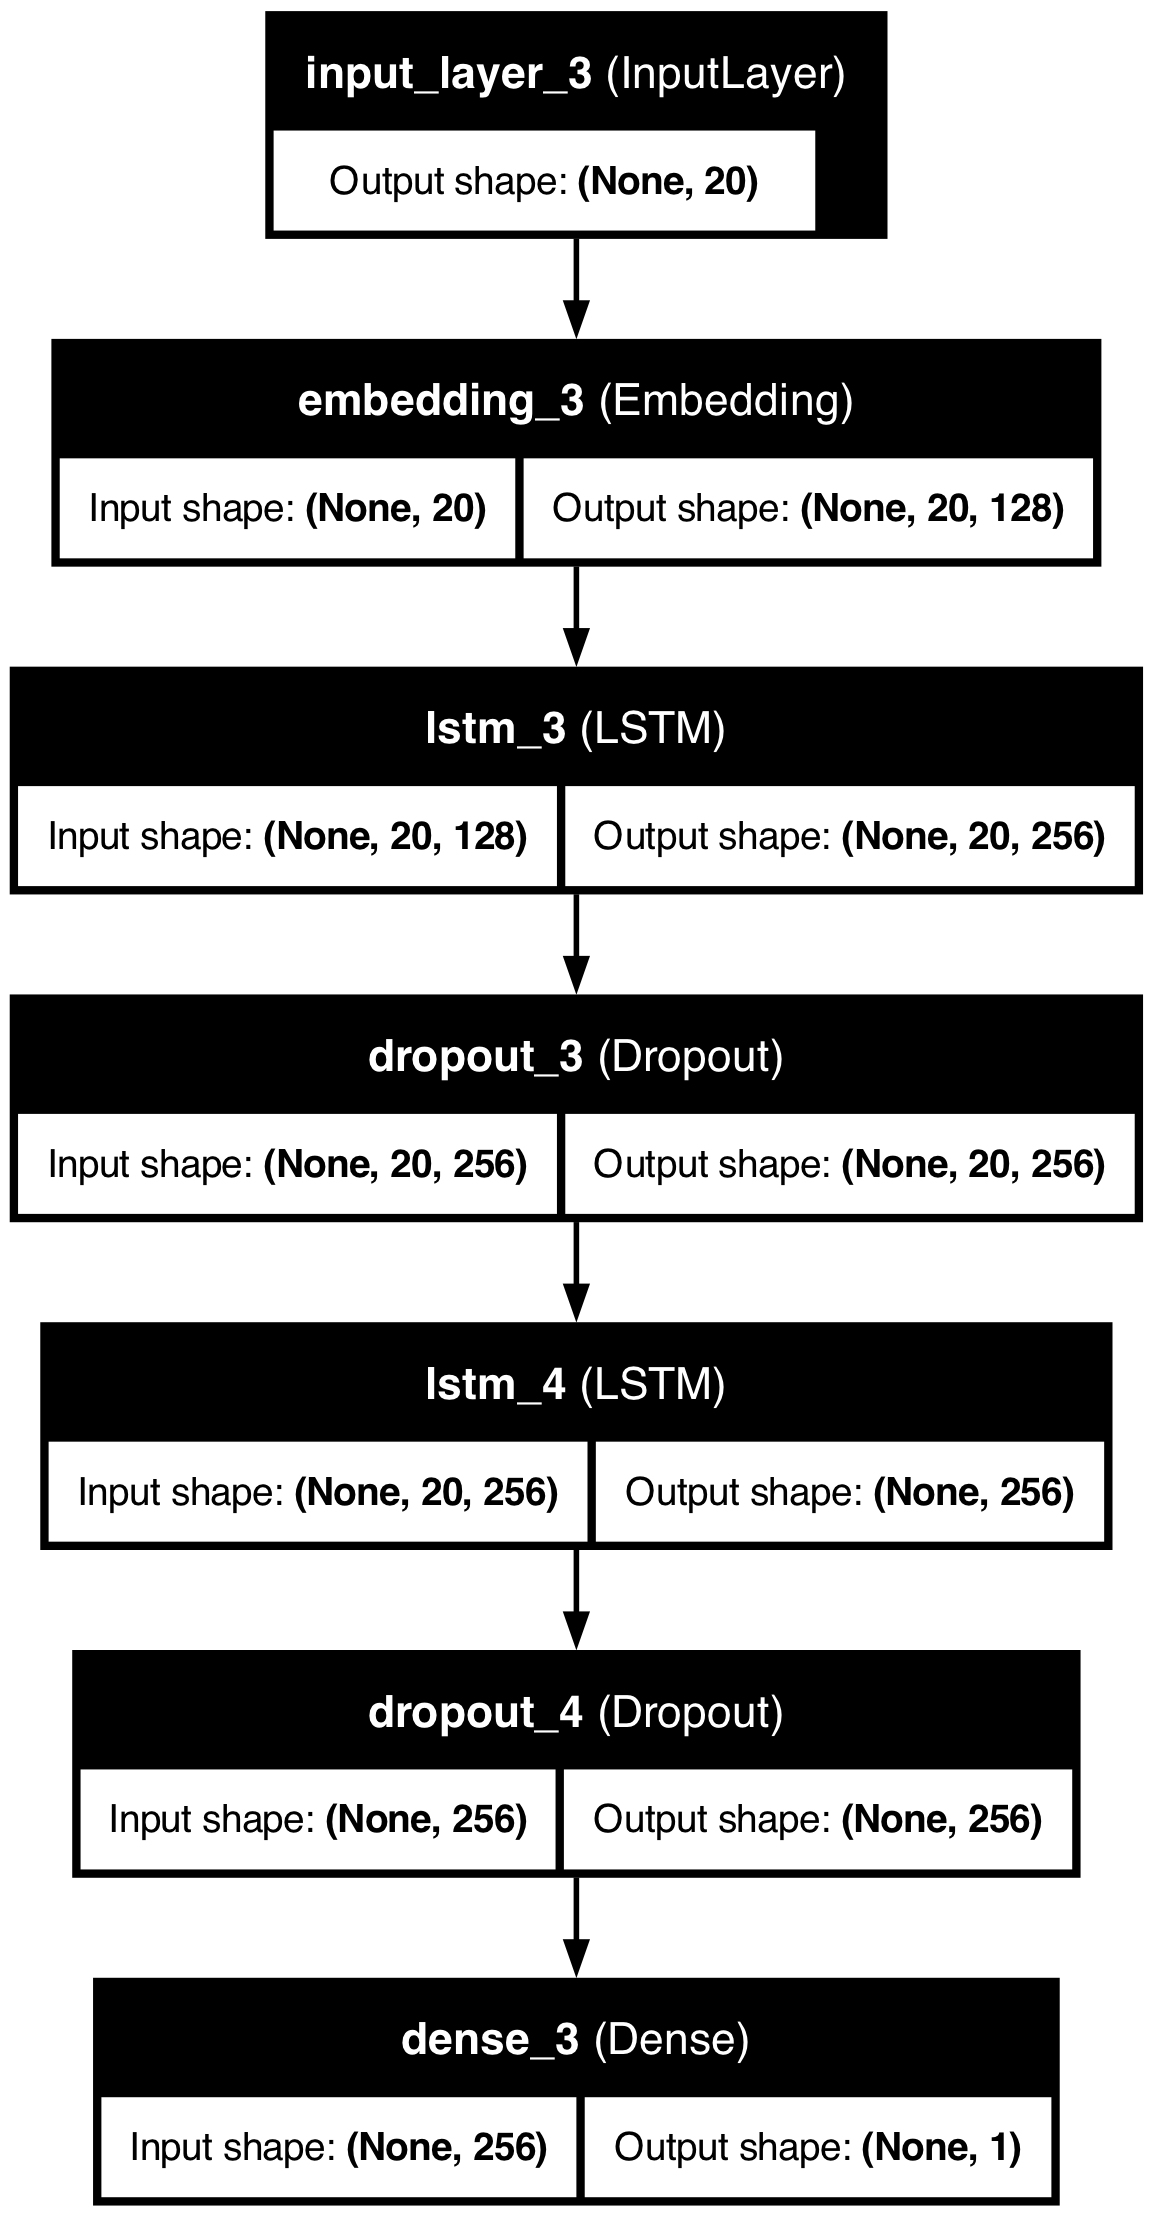 input_layer_3 (InputLayer)
Output shape: (None, 20)
embedding_3 (Embedding)
Input shape: (None, 20) Output shape: (None, 20, 128)
lstm_3 (LSTM)
Input shape: (None, 20, 128) Output shape: (None, 20, 256)
dropout_3 (Dropout)
Input shape: (None, 20, 256) Output shape: (None, 20, 256)
lstm_4 (LSTM)
Input shape: (None, 20, 256) Output shape: (None, 256)
dropout_4 (Dropout)
Input shape: (None, 256) Output shape: (None, 256)
dense_3 (Dense)
Input shape: (None, 256) Output shape: (None, 1)